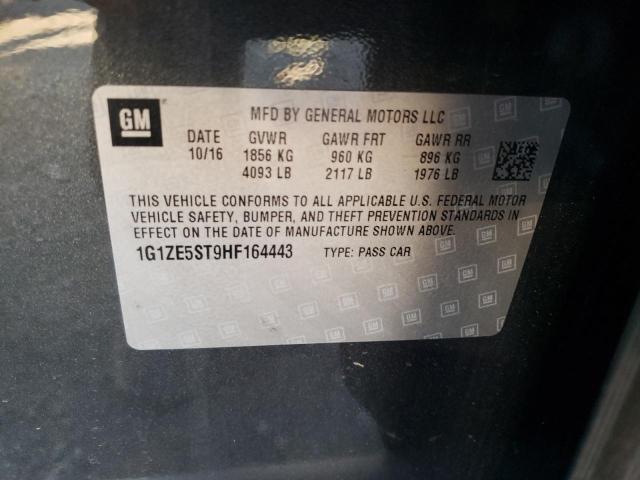 GM
MFD BY GENERAL MOTORS LLC
DATE GVWR GAWR FRT GAWR RR
10/16 1856 KG 960 KG 896 KG
4093 LB 2117 LB 1976 LB
THIS VEHICLE CONFORMS TO ALL APPLICABLE U.S. FEDERAL MOTOR
VEHICLE SAFETY, BUMPER, AND THEFT PREVENTION STANDARDS IN
EFFECT ON THE DATE OF MANUFACTURE SHOWN ABOVE.
1G1ZE5ST9HF164443 TYPE: PASS CAR